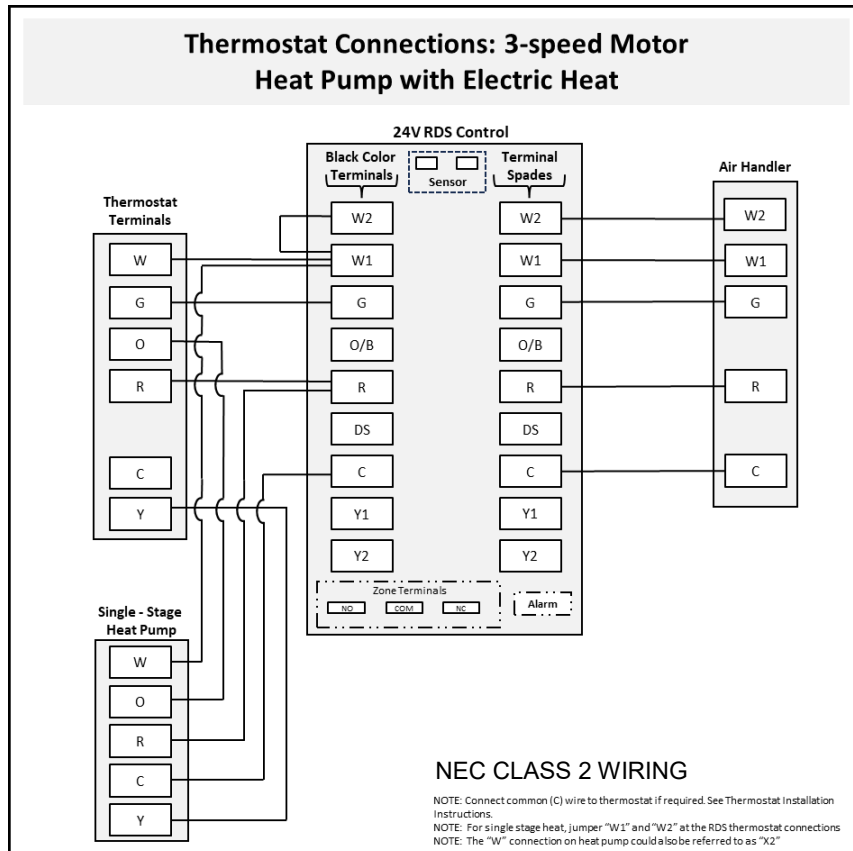 Thermostat Connections: 3-speed Motor
Heat Pump with Electric Heat
24V RDS Control
Black Color
Terminals
Sensor
Terminal
Spades
Air Handler
Thermostat
Terminals
W
G
O
R
C
Y
W2
W1
G
O/B
R
DS
C
Y1
Y2
W2
W1
G
O/B
R
DS
C
Y1
Y2
W2
W1
G
R
C
Zone Terminals
NO
COM
NC
Alarm
Single - Stage
Heat Pump
W
O
R
C
Y
NEC CLASS 2 WIRING
NOTE: Connect common (C) wire to thermostat if required. See Thermostat Installation
Instructions.
NOTE: For single stage heat, jumper "W1" and "W2" at the RDS thermostat connections
NOTE: The "W" connection on heat pump could also be referred to as "X2"